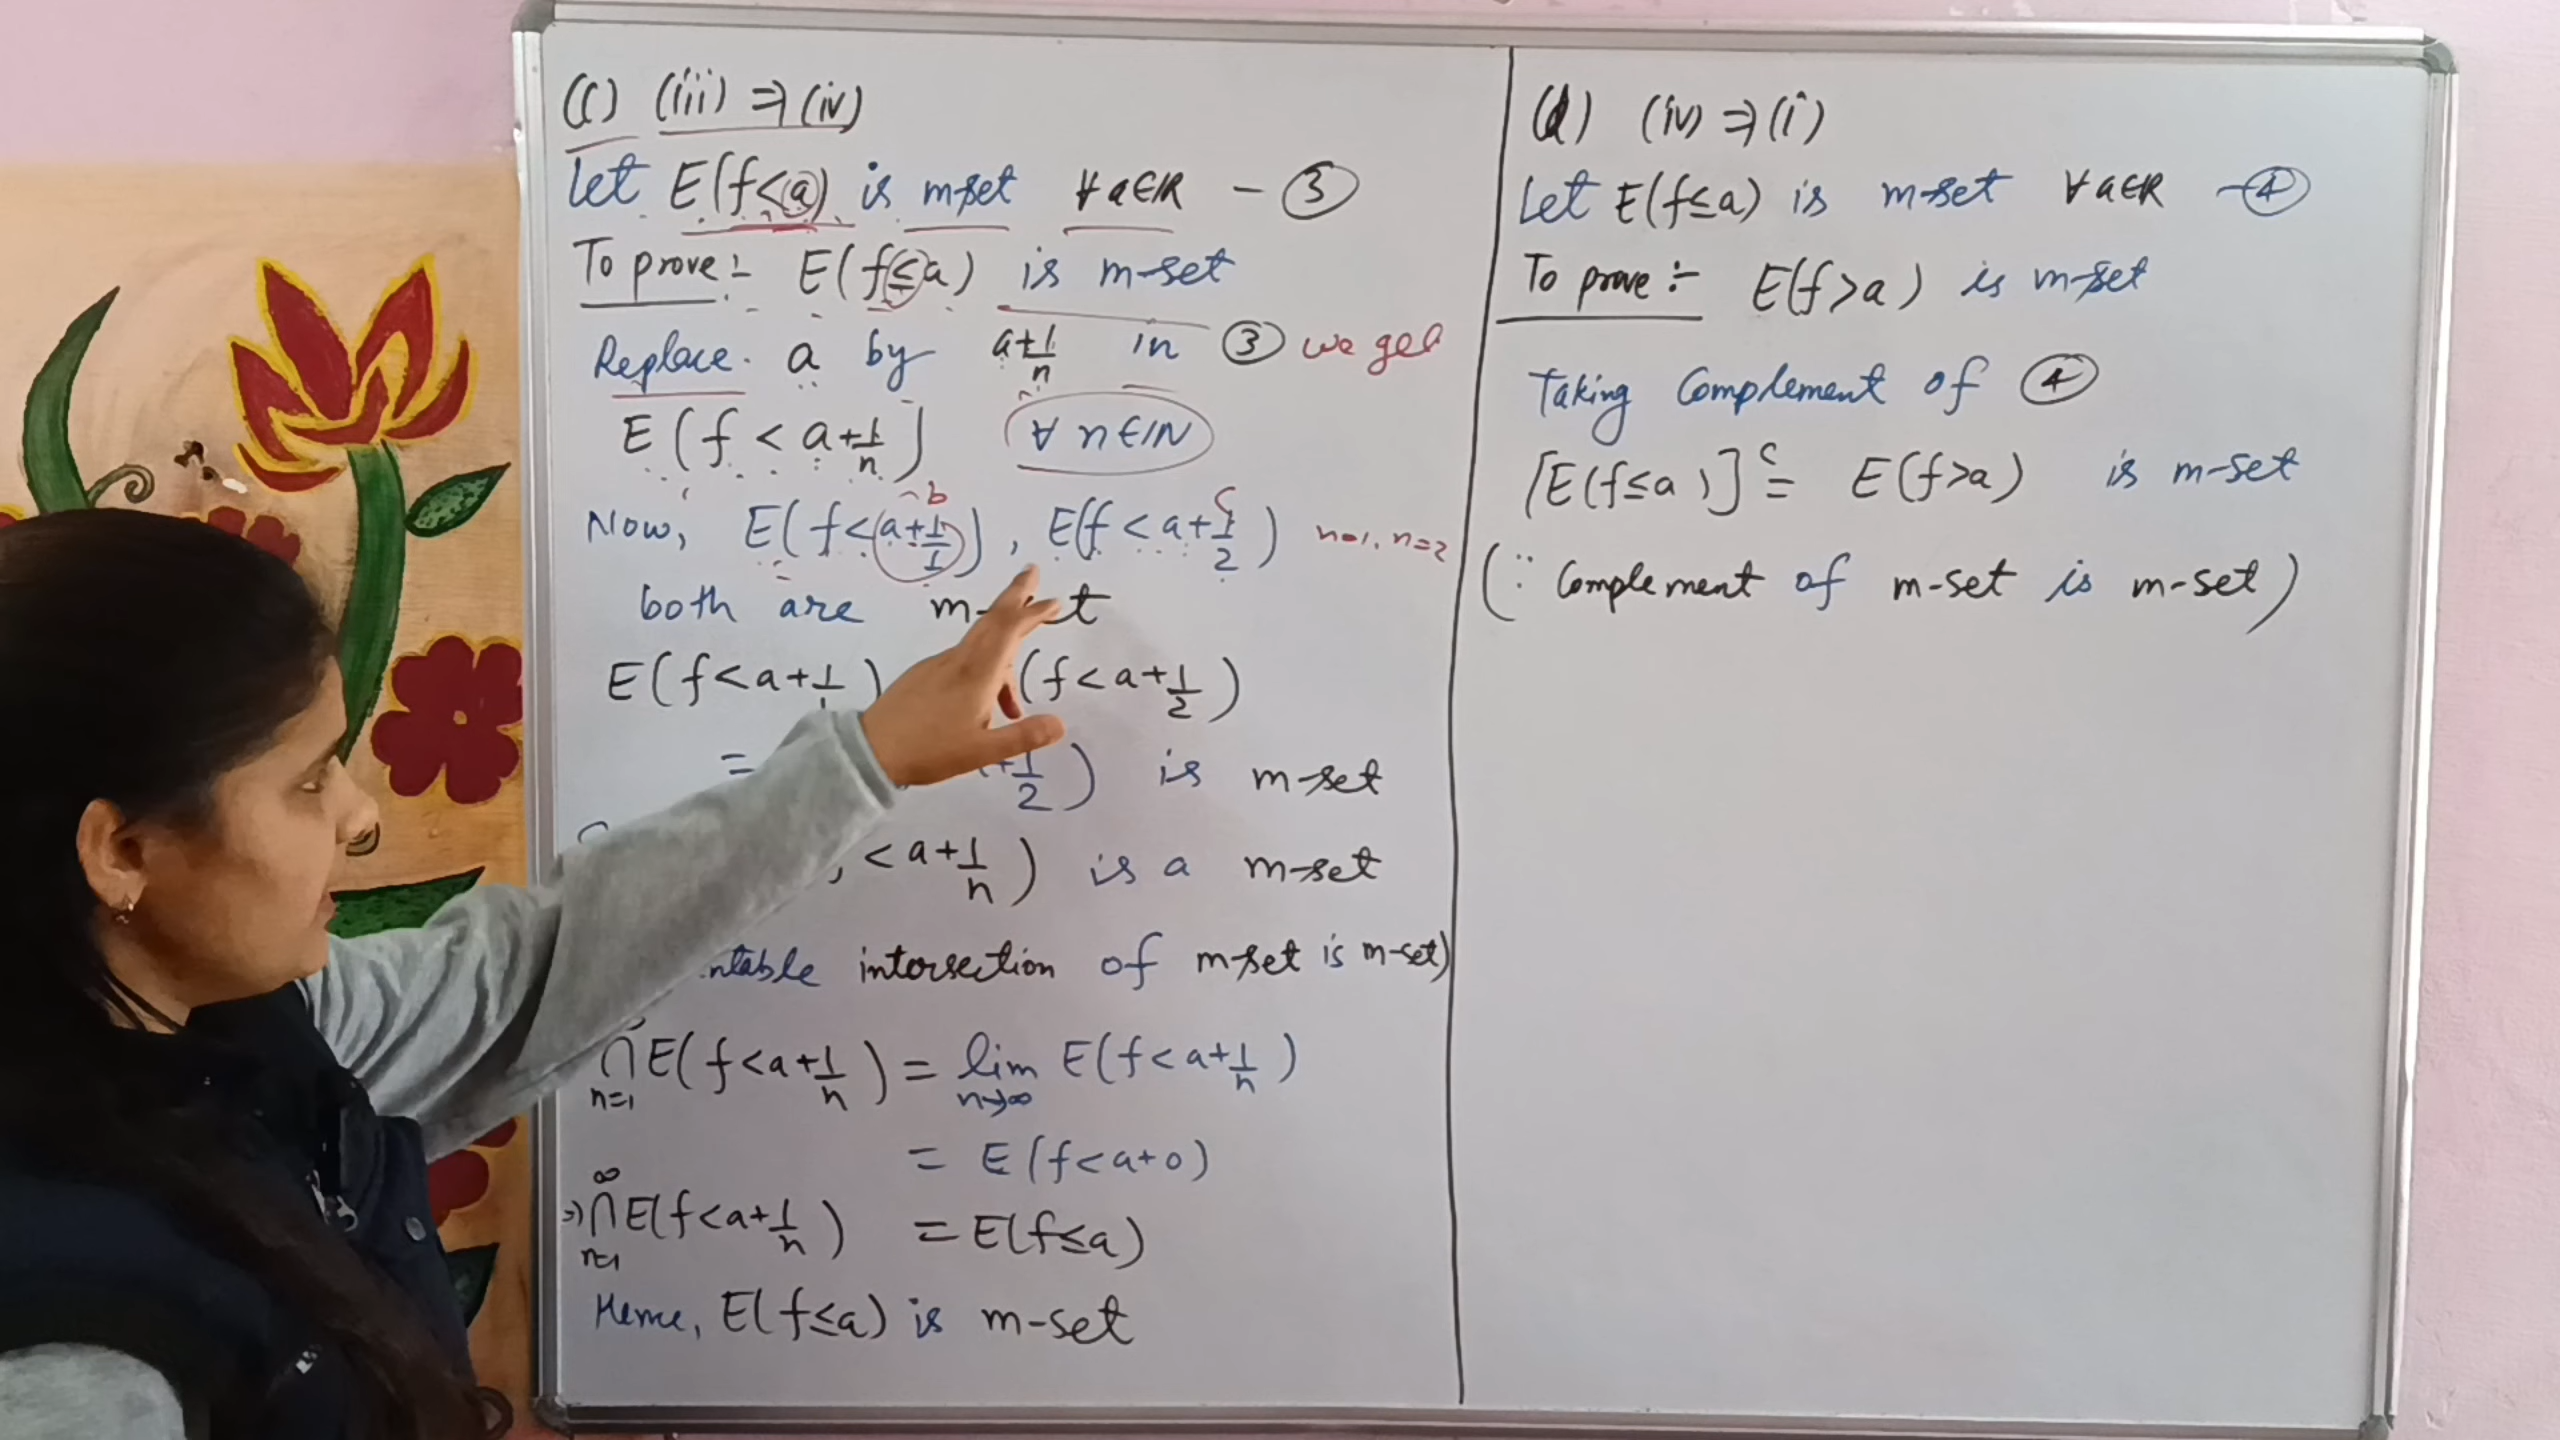 (C) (iii) ⇒ (iv)
Let E(f<a) is m-set ∀ a∈R - ③
To prove :- E(f≤a) is m-set
Replace a by a+1/n in ③ we get
E(f < a+1/n) ∀ n∈IN
b c
Now, E(f<(a+1/1)), E(f < a+1/2) n=1, n=2
both are
E(f<a+1 (f<a+1/2)
= +1/2) is m-set
< a+1/n) is a m-set
intersection of m-set is m-set)
∩ n=1 E(f<a+1/n) = lim n→∞ E(f<a+1/n)
= E(f<a+0)
⇒ ∞ ∩ n=1 E(f<a+1/n) = E(f≤a)
Hence, E(f≤a) is m-set
(d) (iv) ⇒ (i)
Let E(f≤a) is m-set ∀ a∈R - ④
To prove :- E(f>a) is m-set
Taking Complement of ④
[E(f≤a)]^c = E(f>a) is m-set
(∵ Complement of m-set is m-set)